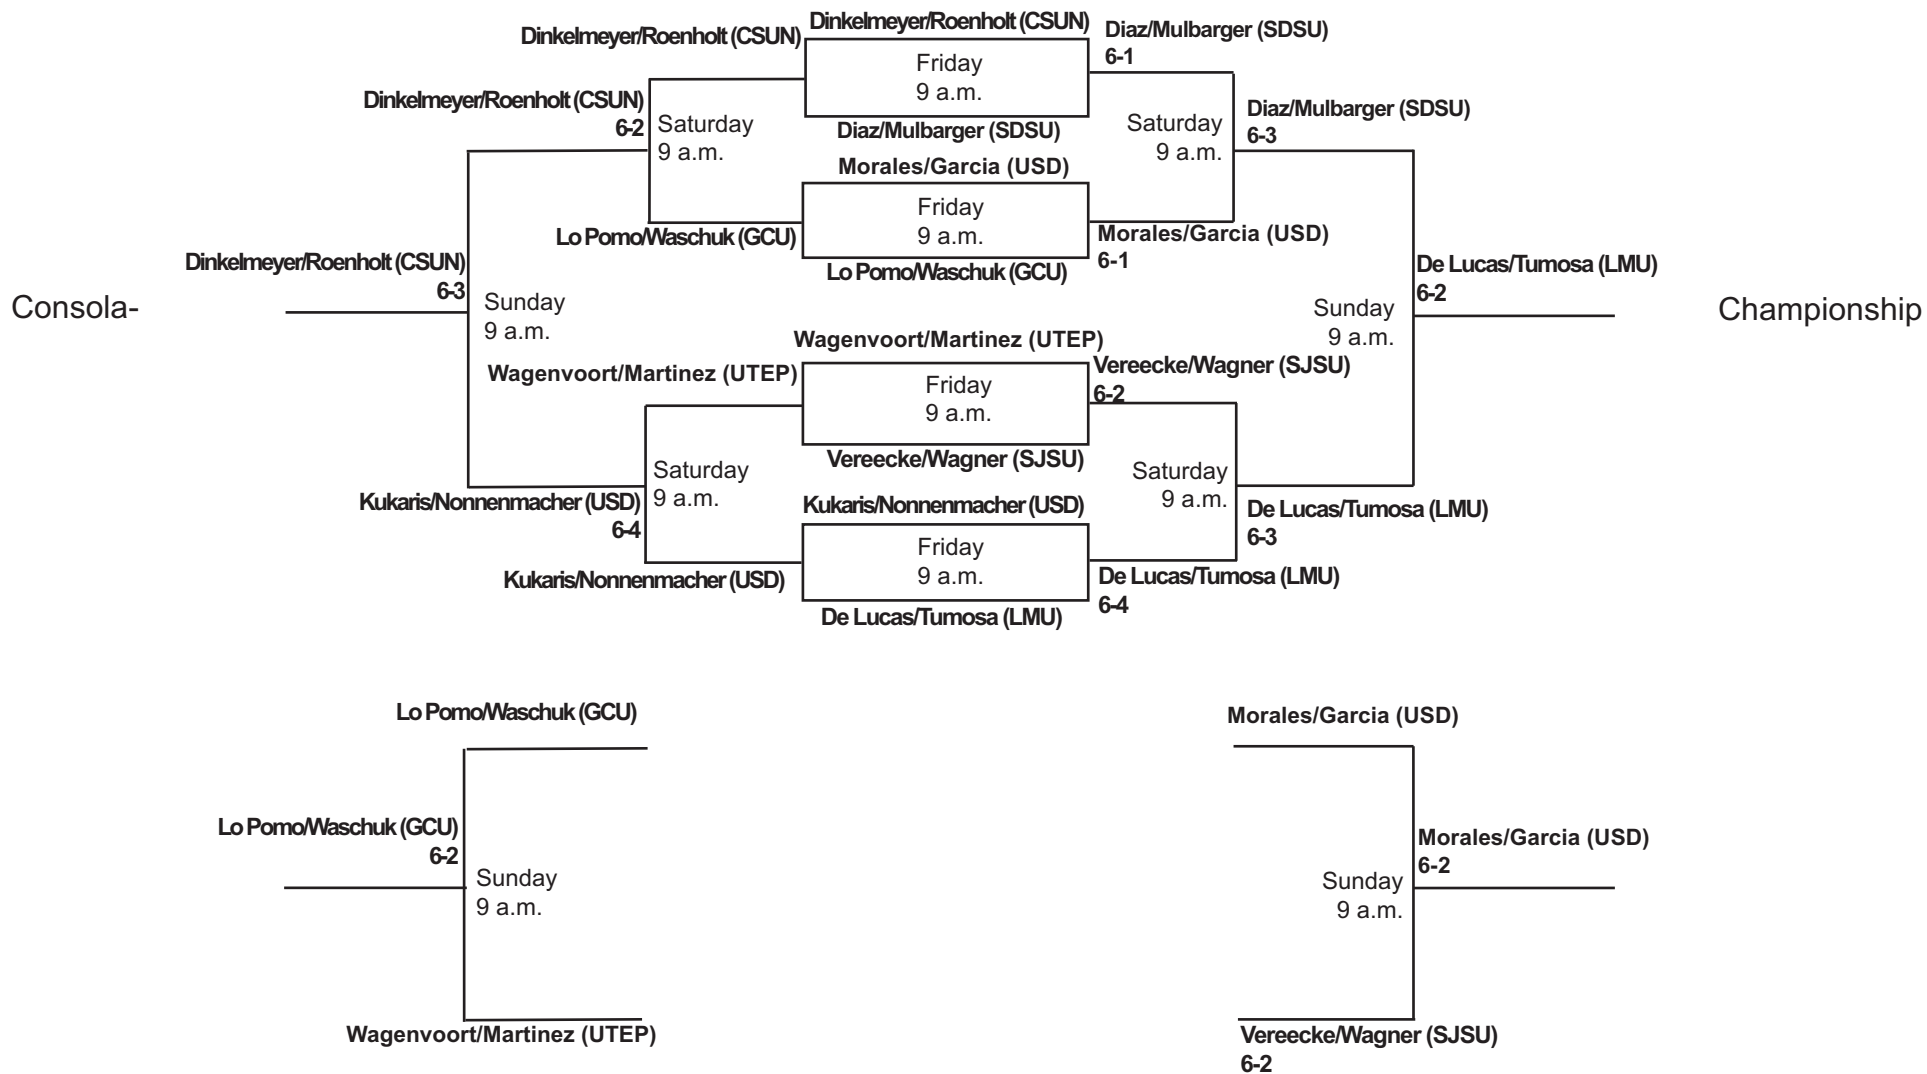 Dinkelmeyer/Roenholt (CSUN)
Dinkelmeyer/Roenholt (CSUN)
Diaz/Mulbarger (SDSU)
6-1
Friday
9 a.m.
Dinkelmeyer/Roenholt (CSUN)
6-2
Saturday
9 a.m.
Diaz/Mulbarger (SDSU)
Saturday
9 a.m.
Diaz/Mulbarger (SDSU)
6-3
Morales/Garcia (USD)
Friday
9 a.m.
Lo Pomo/Waschuk (GCU)
Morales/Garcia (USD)
6-1
Lo Pomo/Waschuk (GCU)
Dinkelmeyer/Roenholt (CSUN)
6-3
De Lucas/Tumosa (LMU)
6-2
Consola-
Sunday
9 a.m.
Sunday
9 a.m.
Championship
Wagenvoort/Martinez (UTEP)
Wagenvoort/Martinez (UTEP)
Vereecke/Wagner (SJSU)
6-2
Friday
9 a.m.
Vereecke/Wagner (SJSU)
Saturday
9 a.m.
Saturday
9 a.m.
Kukaris/Nonnenmacher (USD)
6-4
Kukaris/Nonnenmacher (USD)
De Lucas/Tumosa (LMU)
6-3
Friday
9 a.m.
Kukaris/Nonnenmacher (USD)
De Lucas/Tumosa (LMU)
6-4
De Lucas/Tumosa (LMU)
Lo Pomo/Waschuk (GCU)
Morales/Garcia (USD)
Lo Pomo/Waschuk (GCU)
6-2
Morales/Garcia (USD)
6-2
Sunday
9 a.m.
Sunday
9 a.m.
Wagenvoort/Martinez (UTEP)
Vereecke/Wagner (SJSU)
6-2